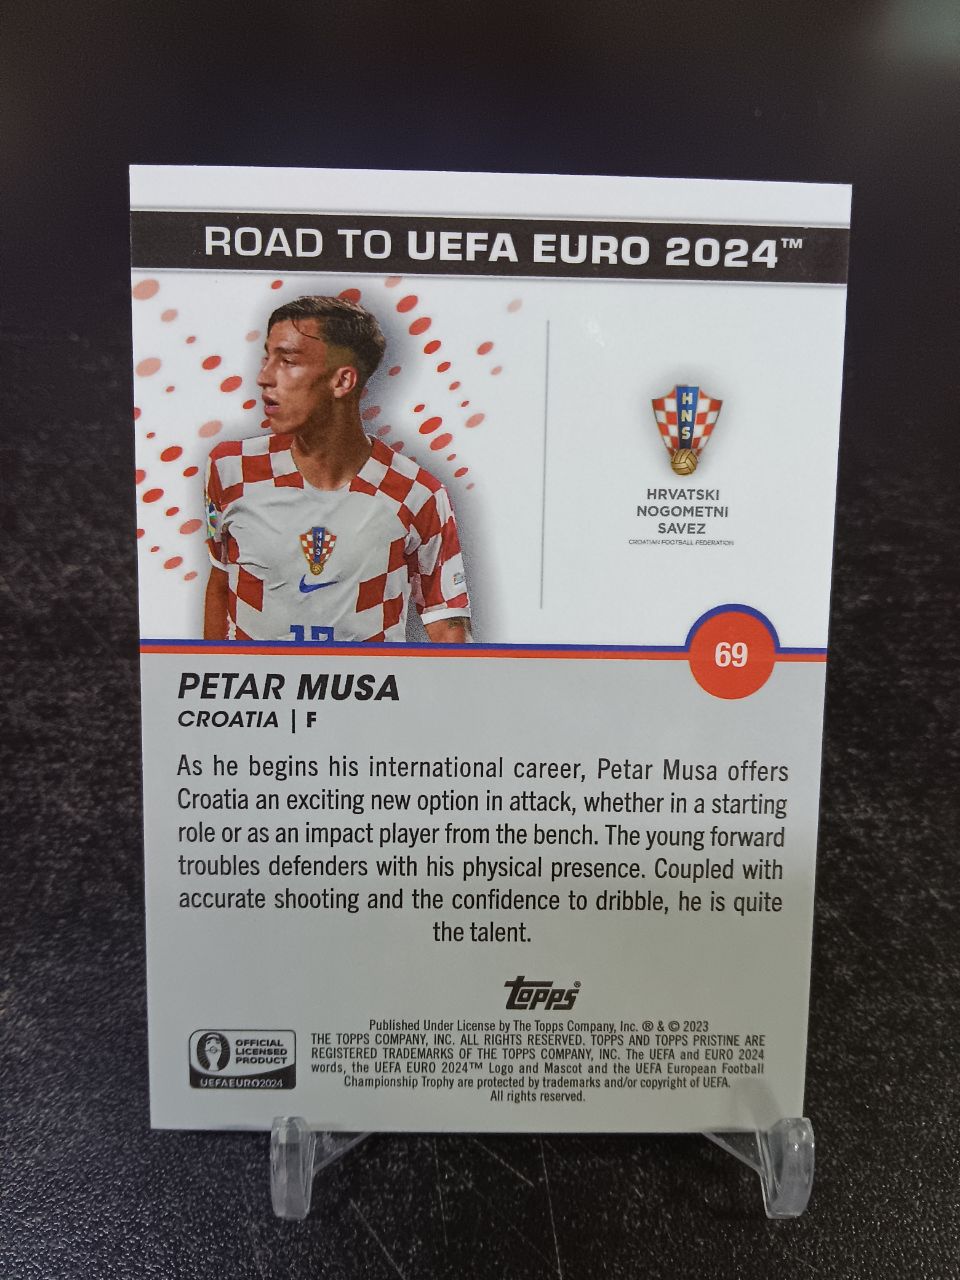 ROAD TO UEFA EURO 2024™
HNS
HRVATSKI
NOGOMETNI
SAVEZ
CROATIAN FOOTBALL FEDERATION
HNS
69
PETAR MUSA
CROATIA | F
As he begins his international career, Petar Musa offers
Croatia an exciting new option in attack, whether in a starting
role or as an impact player from the bench. The young forward
troubles defenders with his physical presence. Coupled with
accurate shooting and the confidence to dribble, he is quite
the talent.
topps®
OFFICIAL
LICENSED
PRODUCT
UEFAEURO2024
Published Under License by The Topps Company, Inc. ® & © 2023
THE TOPPS COMPANY, INC. ALL RIGHTS RESERVED. TOPPS AND TOPPS PRISTINE ARE
REGISTERED TRADEMARKS OF THE TOPPS COMPANY, INC. The UEFA and EURO 2024
words, the UEFA EURO 2024™ Logo and Mascot and the UEFA European Football
Championship Trophy are protected by trademarks and/or copyright of UEFA.
All rights reserved.